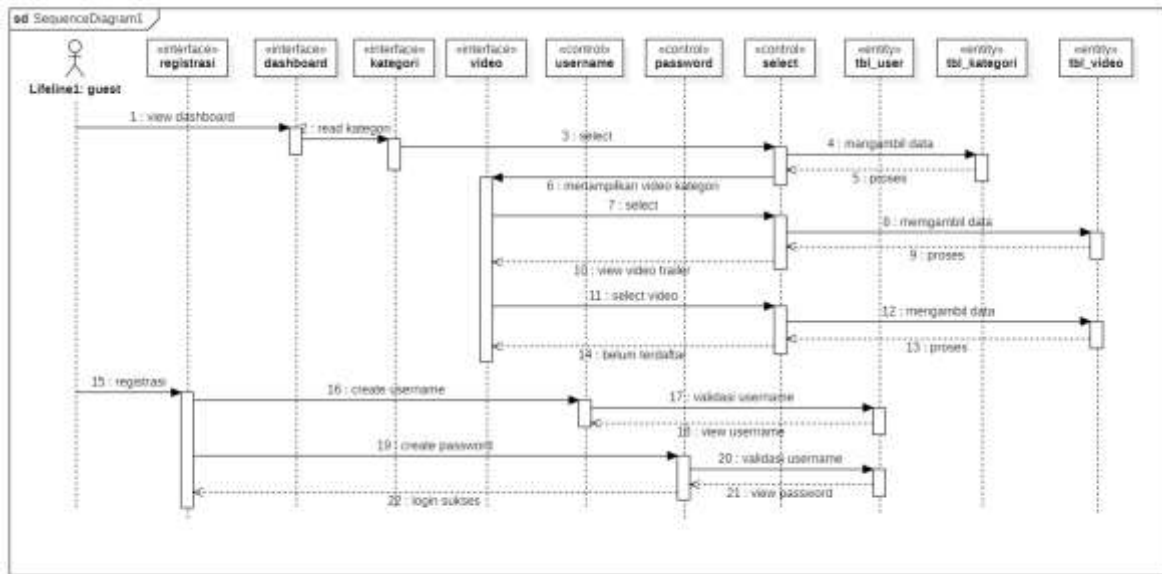 sd SequenceDiagram1
«interface»
registrasi
«interface»
dashboard
«interface»
kategori
«interface»
video
«control»
username
«control»
password
«control»
select
«entity»
tbl_user
«entity»
tbl_kategori
«entity»
tbl_video
Lifeline1: guest
1 : view dashboard
2 : read kategori
3 : select
4 : mangambil data
5 : proses
6 : menampilkan video kategori
7 : select
8 : memgambil data
9 : proses
10 : view video trailer
11 : select video
12 : mengambil data
13 : proses
14 : belum terdaftar
15 : registrasi
16 : create username
17 : validasi username
18 : view username
19 : create password
20 : validasi username
21 : view password
22 : login sukses